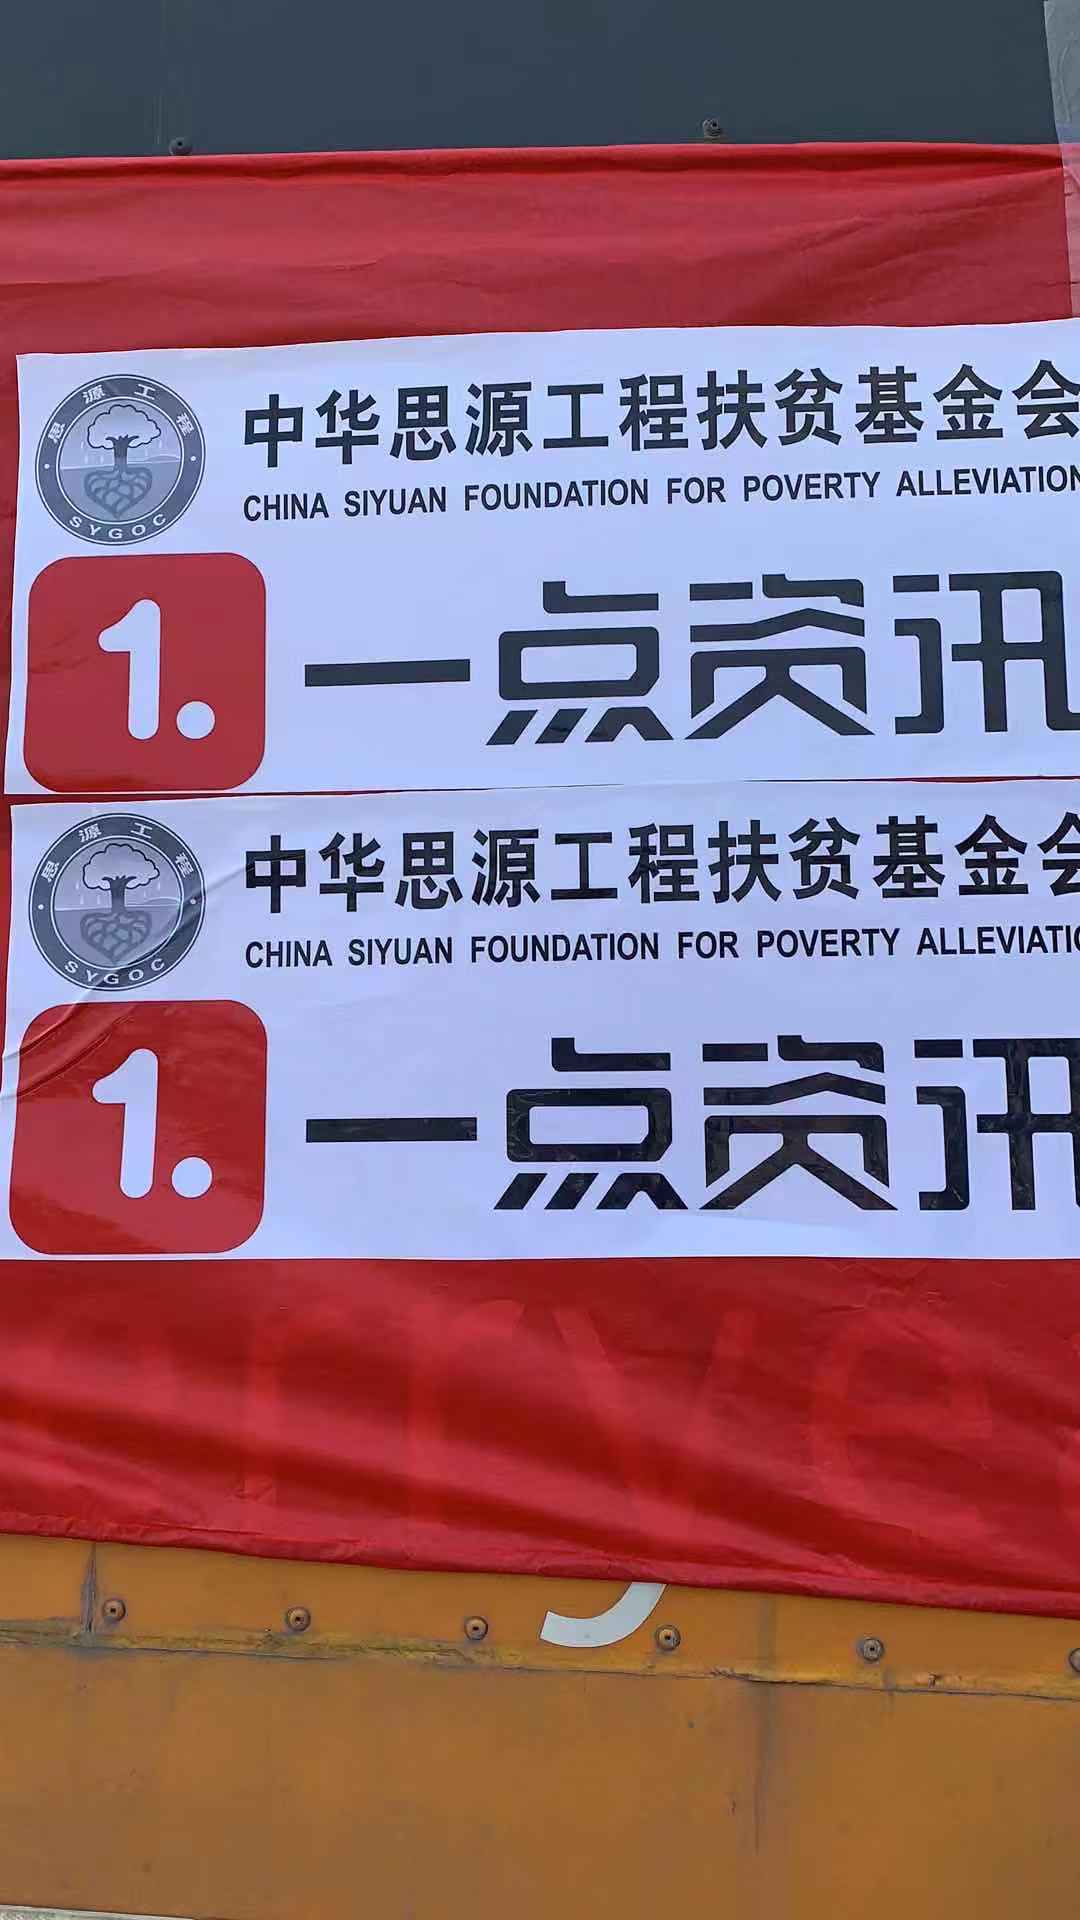 思源工程
中华思源工程扶贫基金会
CHINA SIYUAN FOUNDATION FOR POVERTY ALLEVIATION
SYGOC
1. 一点资讯
思源工程
中华思源工程扶贫基金会
CHINA SIYUAN FOUNDATION FOR POVERTY
SYGOC
1. 一点资讯